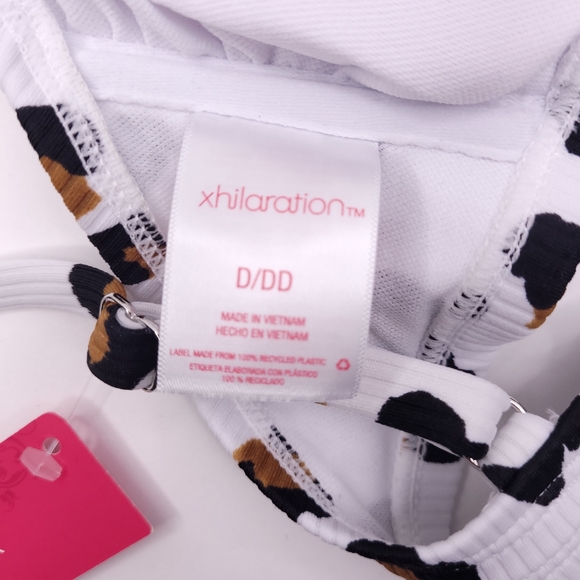 xhilaration™
D/DD
MADE IN VIETNAM
HECHO EN VIETNAM
LABEL MADE FROM 100% RECYCLED PLASTIC
ETIQUETA ELABORADA CON PLÁSTICO
100 % RECICLADO